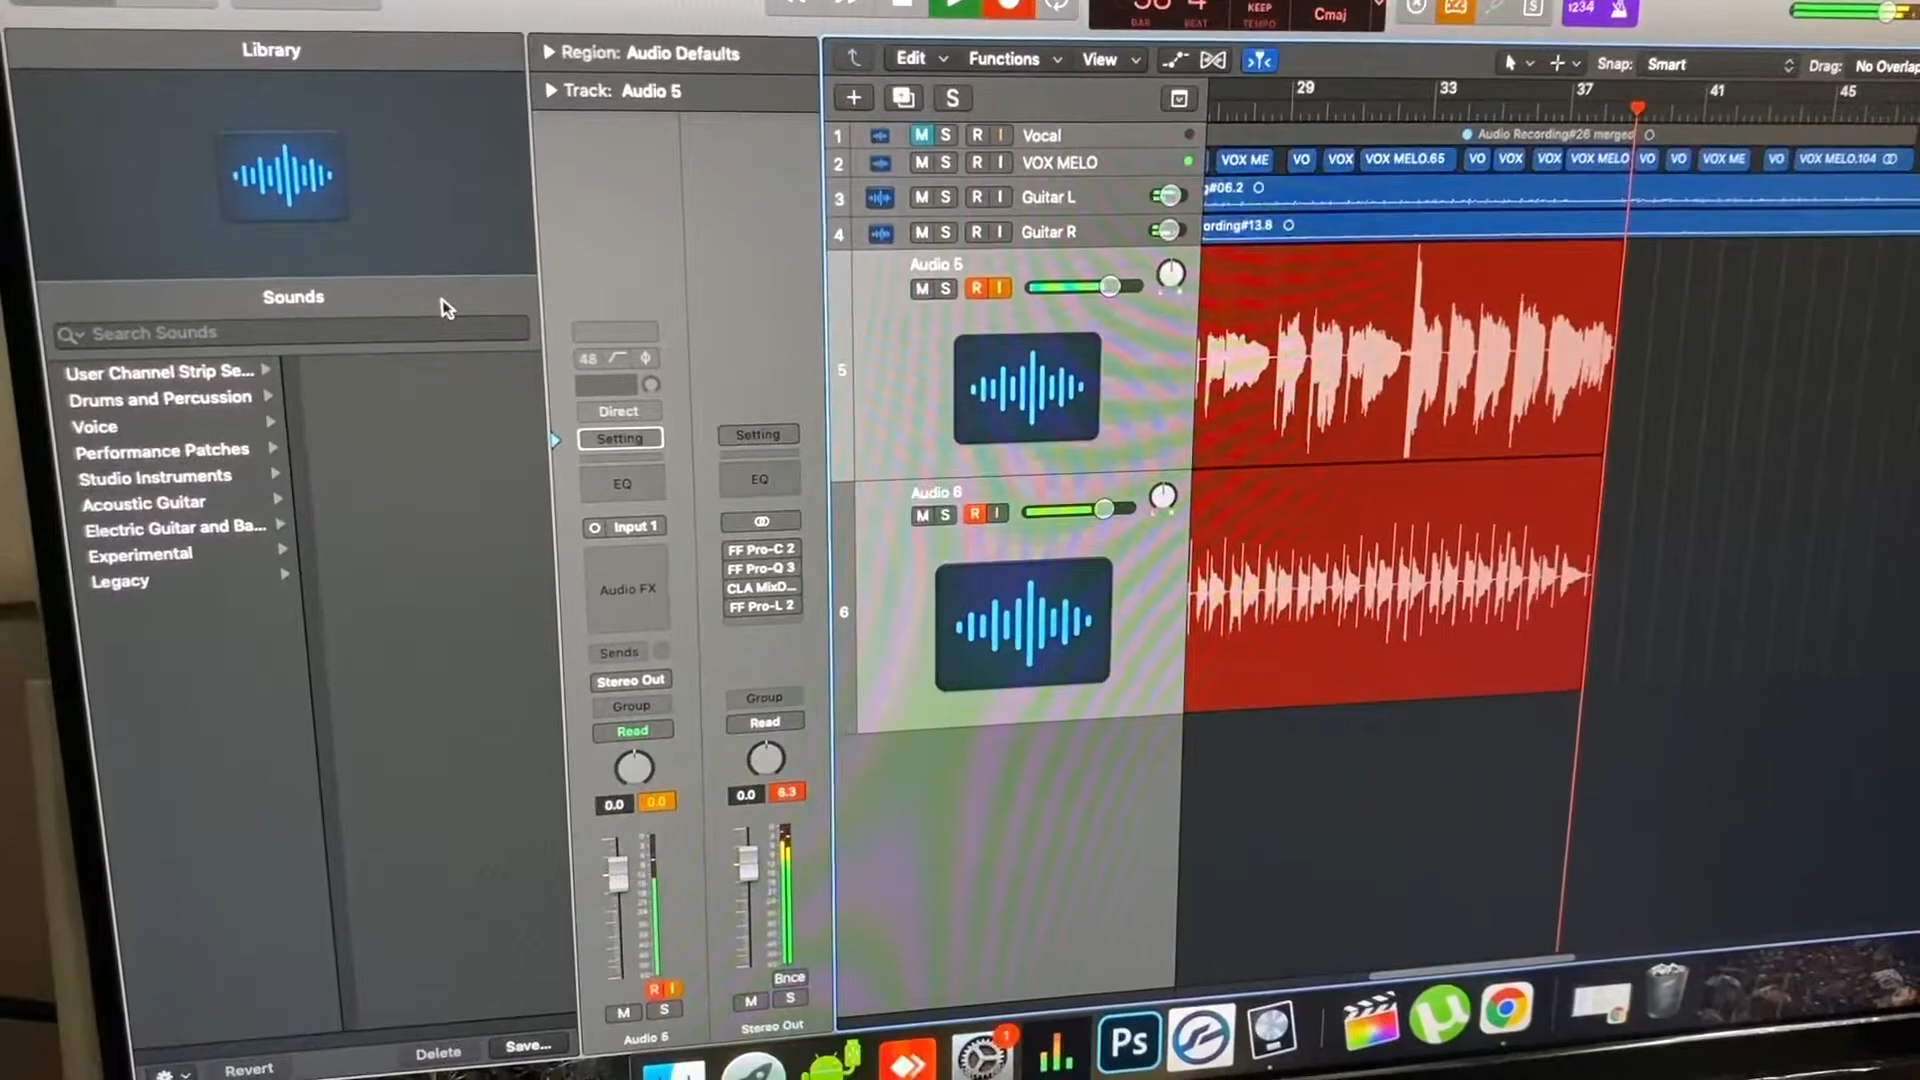 BAR
BEAT
KEEP
TEMPO
Cmaj
S
1234
Library
Region: Audio Defaults
Edit
Functions
View
Snap: Smart
Drag: No Overlap
Track: Audio 5
S
29
33
37
41
45
1 M S R I Vocal
Audio Recording#26 merged
2 M S R I VOX MELO
VOX ME
VO
VOX
VOX MELO.65
VO
VOX
VOX
VOX MELO
VO
VO
VOX ME
VO
VOX MELO.104
3 M S R I Guitar L
#06.2
4 M S R I Guitar R
ording#13.8
Sounds
Search Sounds
User Channel Strip Se...
Drums and Percussion
Voice
Performance Patches
Studio Instruments
Acoustic Guitar
Electric Guitar and Ba...
Experimental
Legacy
48
Direct
Setting
Setting
EQ
EQ
Input 1
Audio FX
FF Pro-C 2
FF Pro-Q 3
CLA MixD...
FF Pro-L 2
Sends
Stereo Out
Group
Group
Read
Read
0.0
0.0
0.0
6.3
R I
Bnce
M S
M S
Audio 5
Stereo Out
Audio 5
M S R I
5
Audio 6
M S R I
6
Revert
Delete
Save...
1
Ps